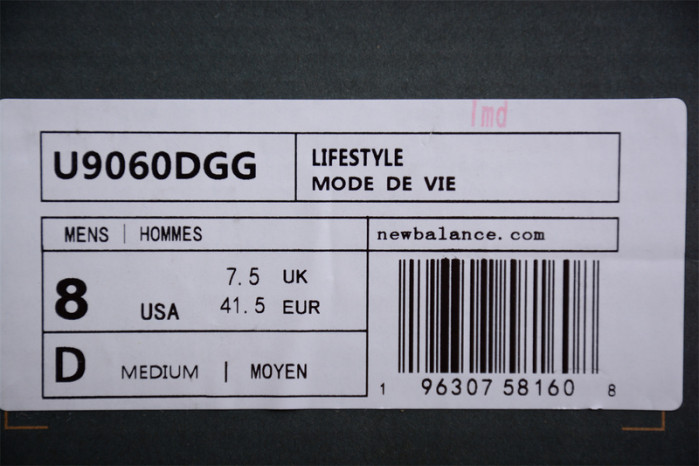 lmd
U9060DGG
LIFESTYLE
MODE DE VIE
MENS | HOMMES
newbalance.com
8 USA
7.5 UK
41.5 EUR
D MEDIUM | MOYEN
1 96307 58160 8